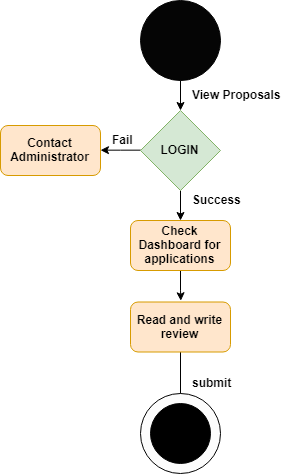 View Proposals
LOGIN
Fail
Contact
Administrator
Success
Check
Dashboard for
applications
Read and write
review
submit